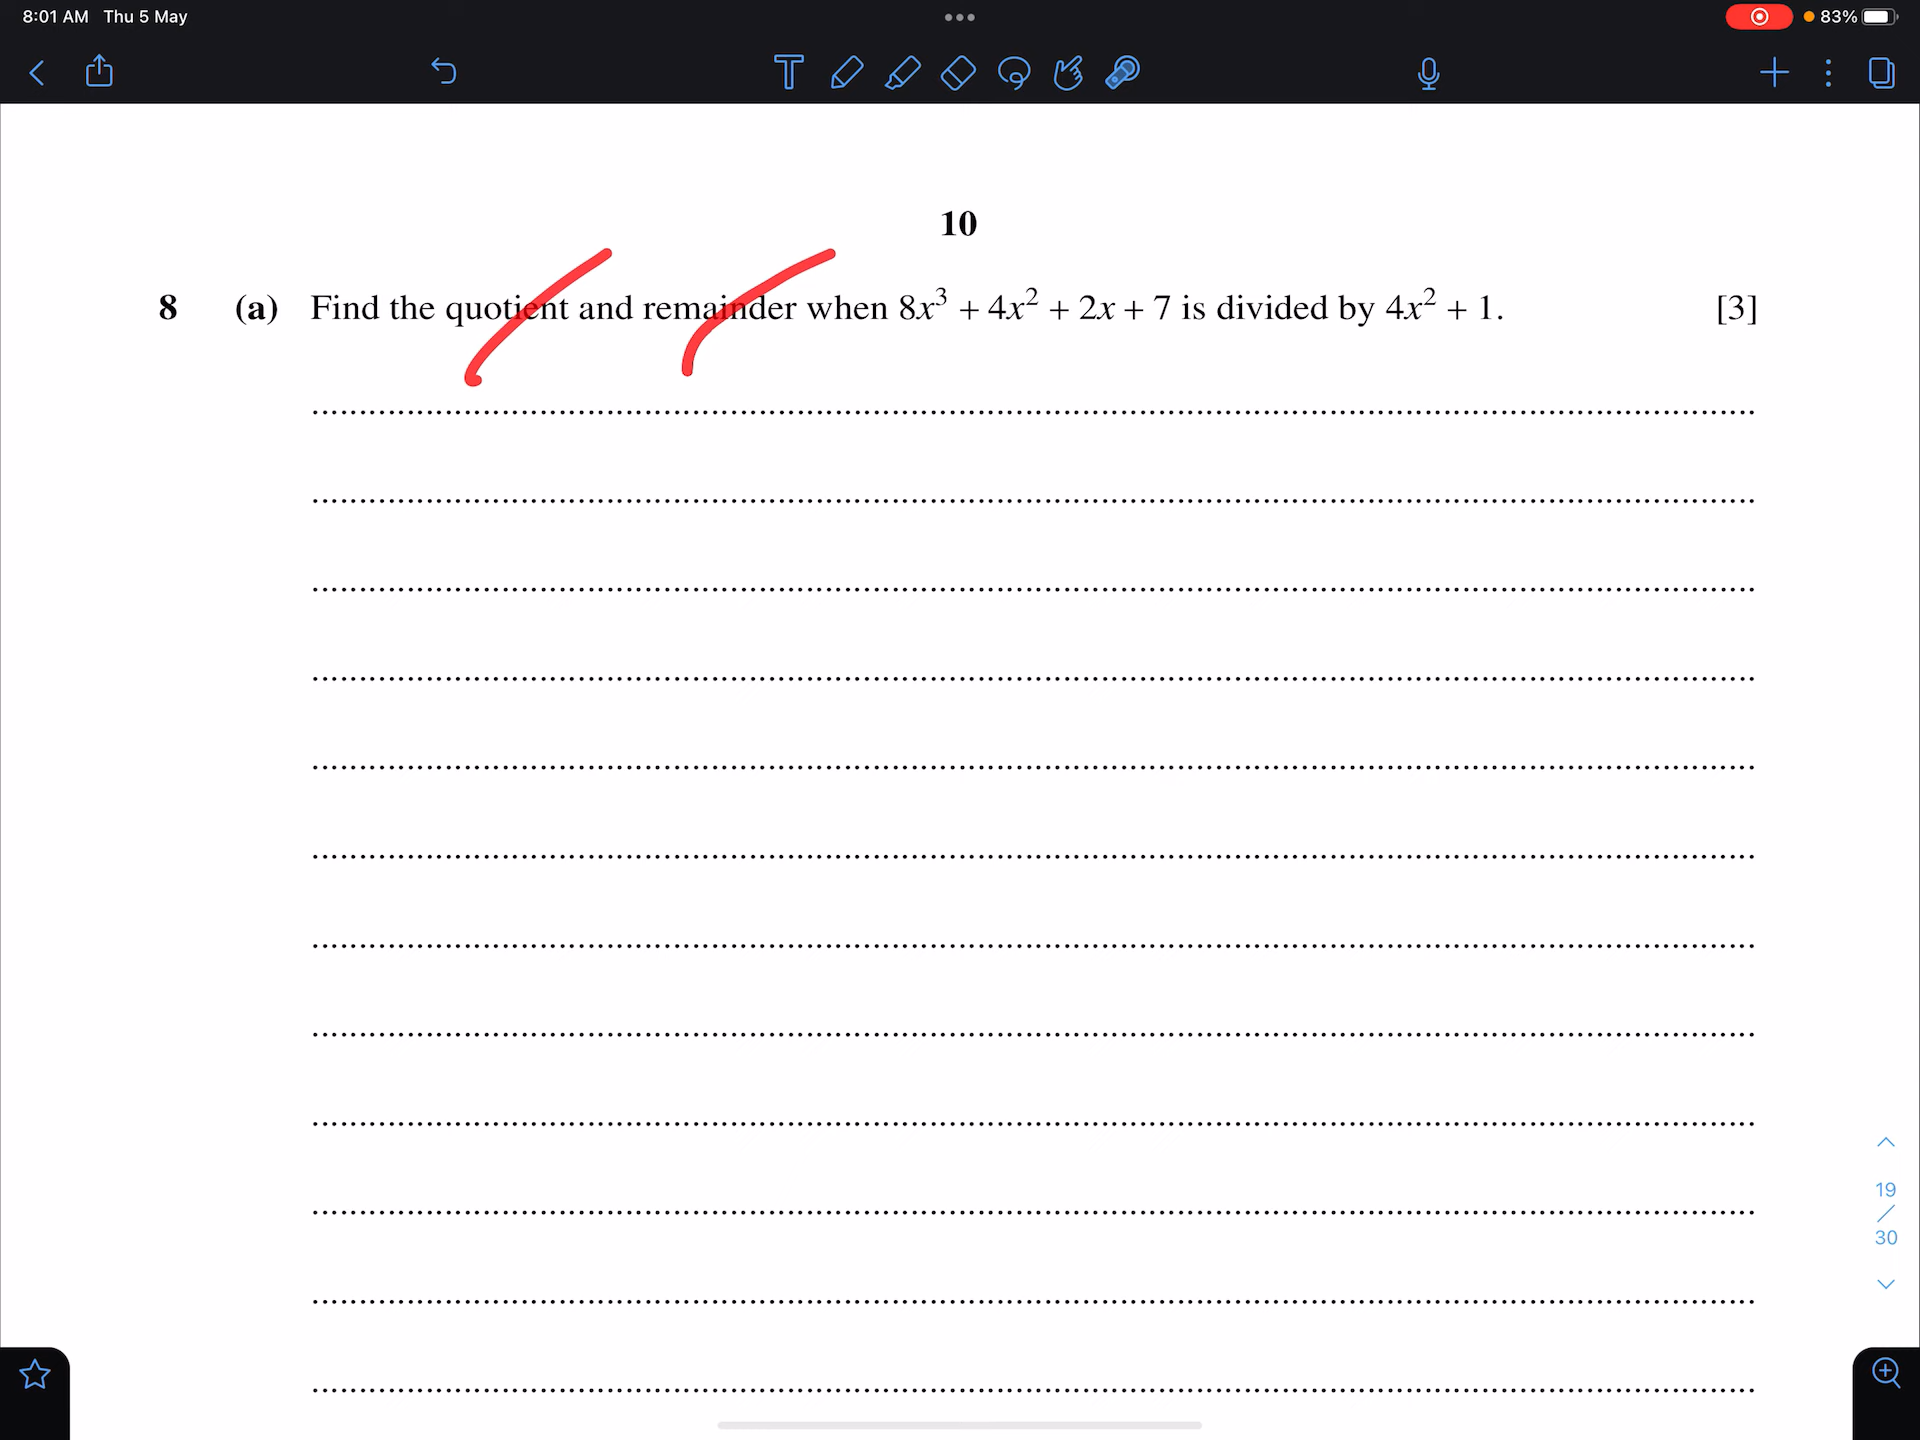 8:01 AM Thu 5 May
83%
10
8 (a) Find the quotient and remainder when 8x³ + 4x² + 2x + 7 is divided by 4x² + 1. [3]
19
/
30